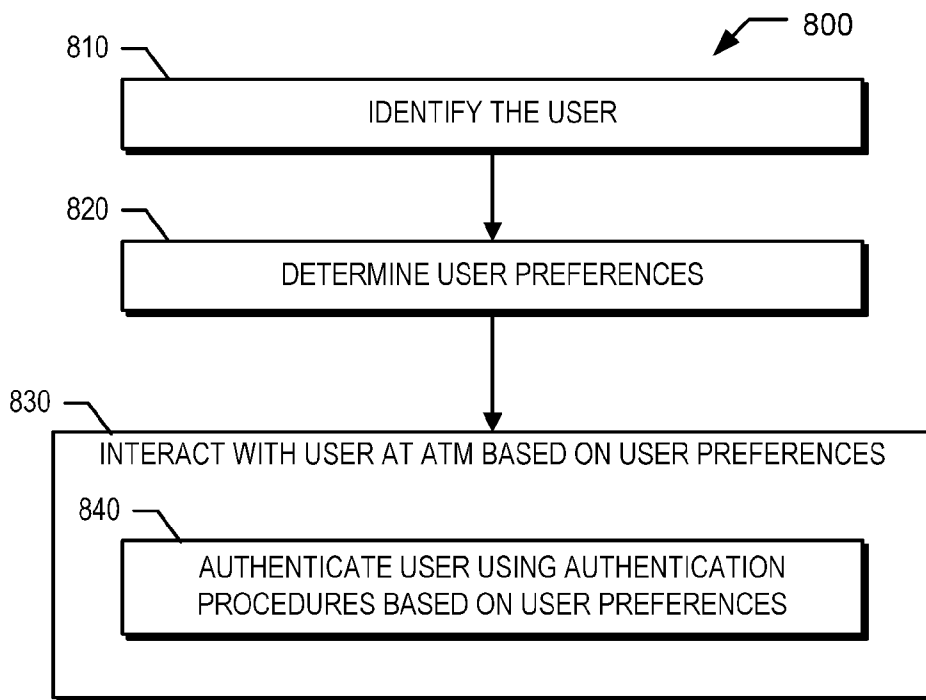 800
810
IDENTIFY THE USER
820
DETERMINE USER PREFERENCES
830
INTERACT WITH USER AT ATM BASED ON USER PREFERENCES
840
AUTHENTICATE USER USING AUTHENTICATION
PROCEDURES BASED ON USER PREFERENCES